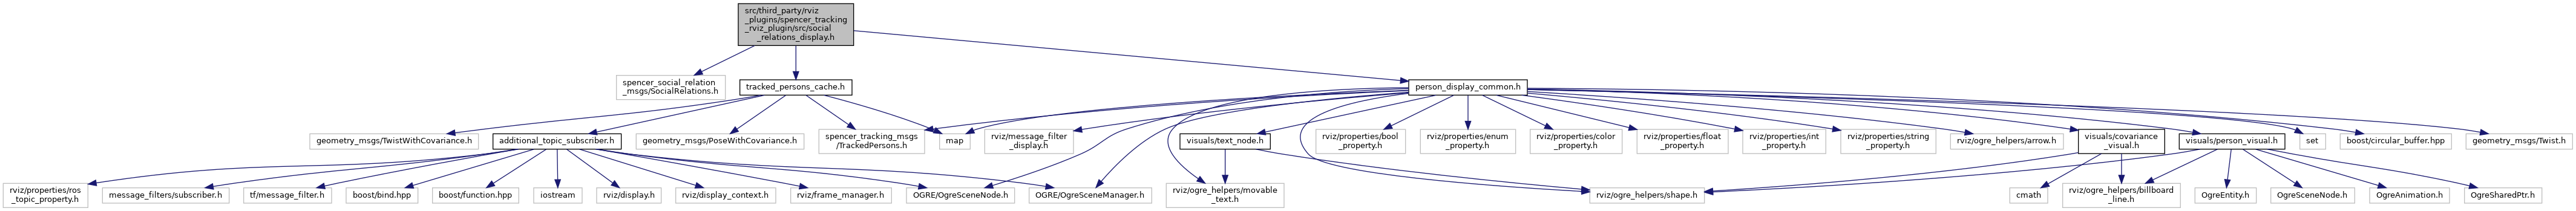 src/third_party/rviz
_plugins/spencer_tracking
_rviz_plugin/src/social
_relations_display.h
spencer_social_relation
_msgs/SocialRelations.h
tracked_persons_cache.h
person_display_common.h
geometry_msgs/TwistWithCovariance.h
additional_topic_subscriber.h
geometry_msgs/PoseWithCovariance.h
spencer_tracking_msgs
/TrackedPersons.h
map
rviz/message_filter
_display.h
visuals/text_node.h
rviz/properties/bool
_property.h
rviz/properties/enum
_property.h
rviz/properties/color
_property.h
rviz/properties/float
_property.h
rviz/properties/int
_property.h
rviz/properties/string
_property.h
rviz/ogre_helpers/arrow.h
visuals/covariance
_visual.h
visuals/person_visual.h
set
boost/circular_buffer.hpp
geometry_msgs/Twist.h
rviz/properties/ros
_topic_property.h
message_filters/subscriber.h
tf/message_filter.h
boost/bind.hpp
boost/function.hpp
iostream
rviz/display.h
rviz/display_context.h
rviz/frame_manager.h
OGRE/OgreSceneNode.h
OGRE/OgreSceneManager.h
rviz/ogre_helpers/movable
_text.h
rviz/ogre_helpers/shape.h
cmath
rviz/ogre_helpers/billboard
_line.h
OgreEntity.h
OgreSceneNode.h
OgreAnimation.h
OgreSharedPtr.h